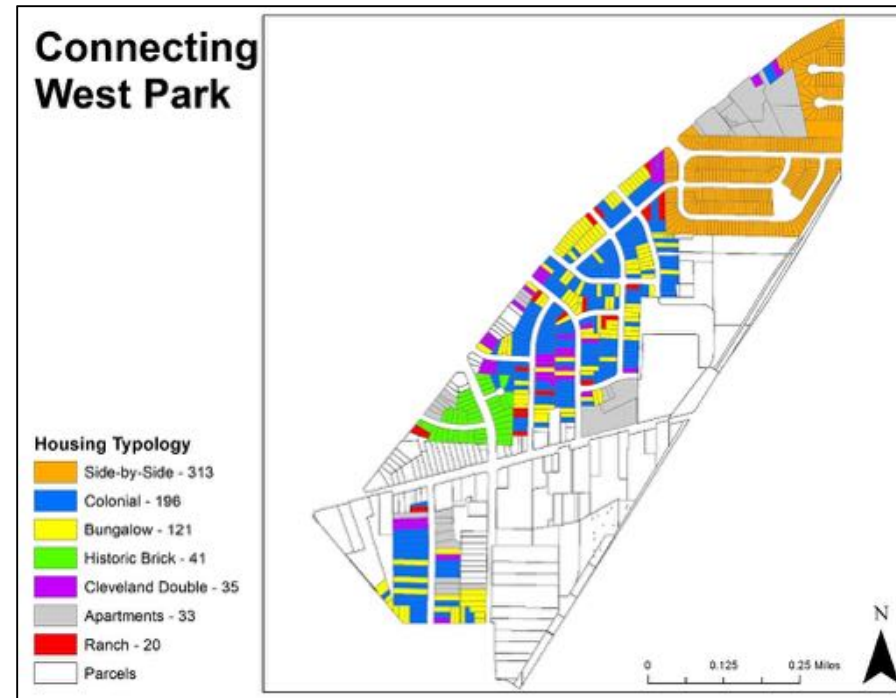 Connecting
West Park
Housing Typology
Side-by-Side - 313
Colonial - 196
Bungalow - 121
Historic Brick - 41
Cleveland Double - 35
Apartments - 33
Ranch - 20
Parcels
N
0 0.125 0.25 Miles